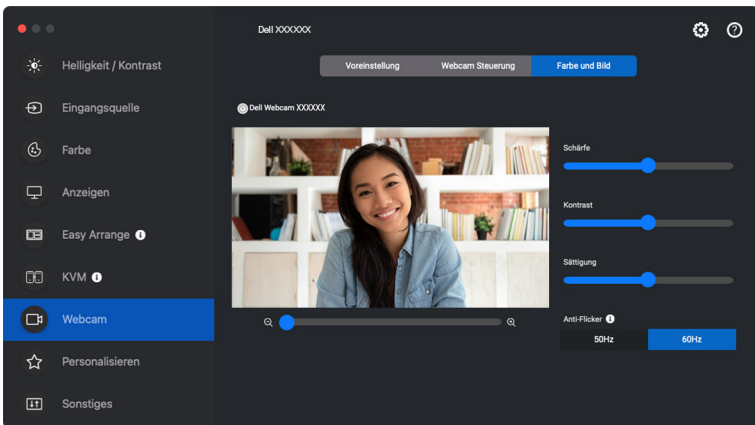 Dell XXXXXX
Helligkeit / Kontrast
Eingangsquelle
Farbe
Anzeigen
Easy Arrange
KVM
Webcam
Personalisieren
Sonstiges
Voreinstellung
Webcam Steuerung
Farbe und Bild
Dell Webcam XXXXXX
Schärfe
Kontrast
Sättigung
Anti-Flicker
50Hz
60Hz